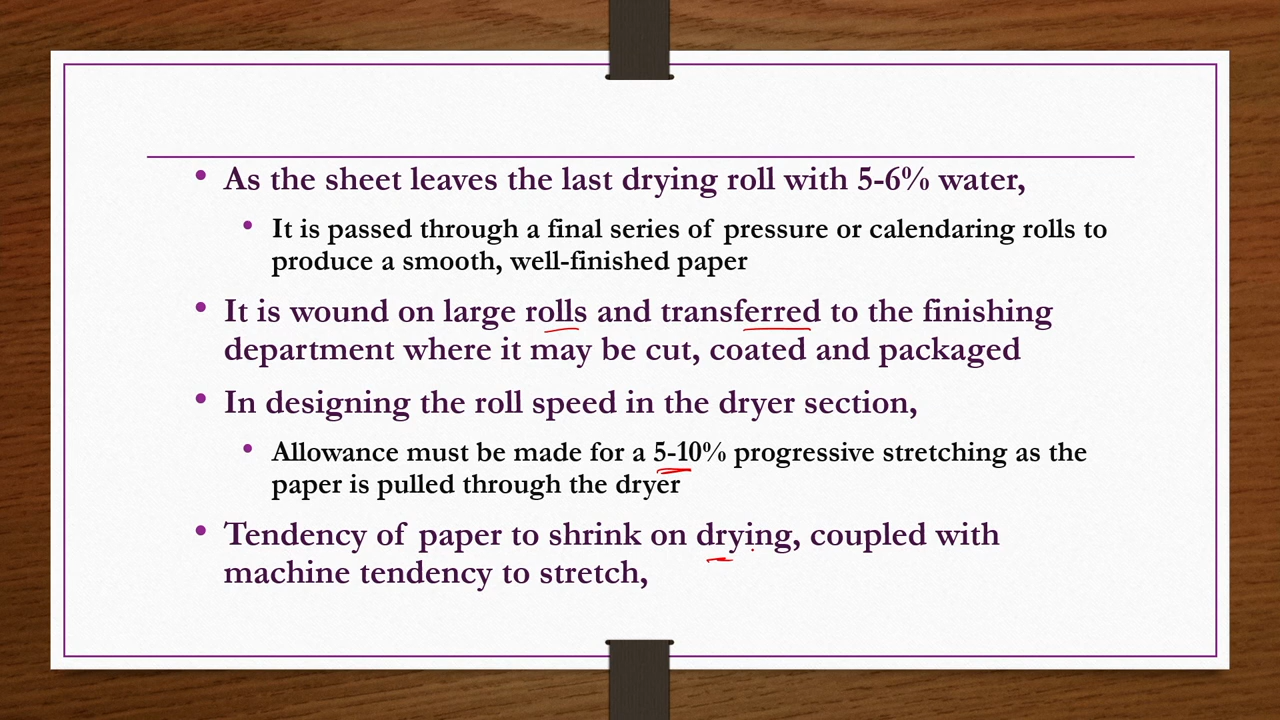 • As the sheet leaves the last drying roll with 5-6% water,
• It is passed through a final series of pressure or calendaring rolls to
produce a smooth, well-finished paper
• It is wound on large rolls and transferred to the finishing
department where it may be cut, coated and packaged
• In designing the roll speed in the dryer section,
• Allowance must be made for a 5-10% progressive stretching as the
paper is pulled through the dryer
• Tendency of paper to shrink on drying, coupled with
machine tendency to stretch,